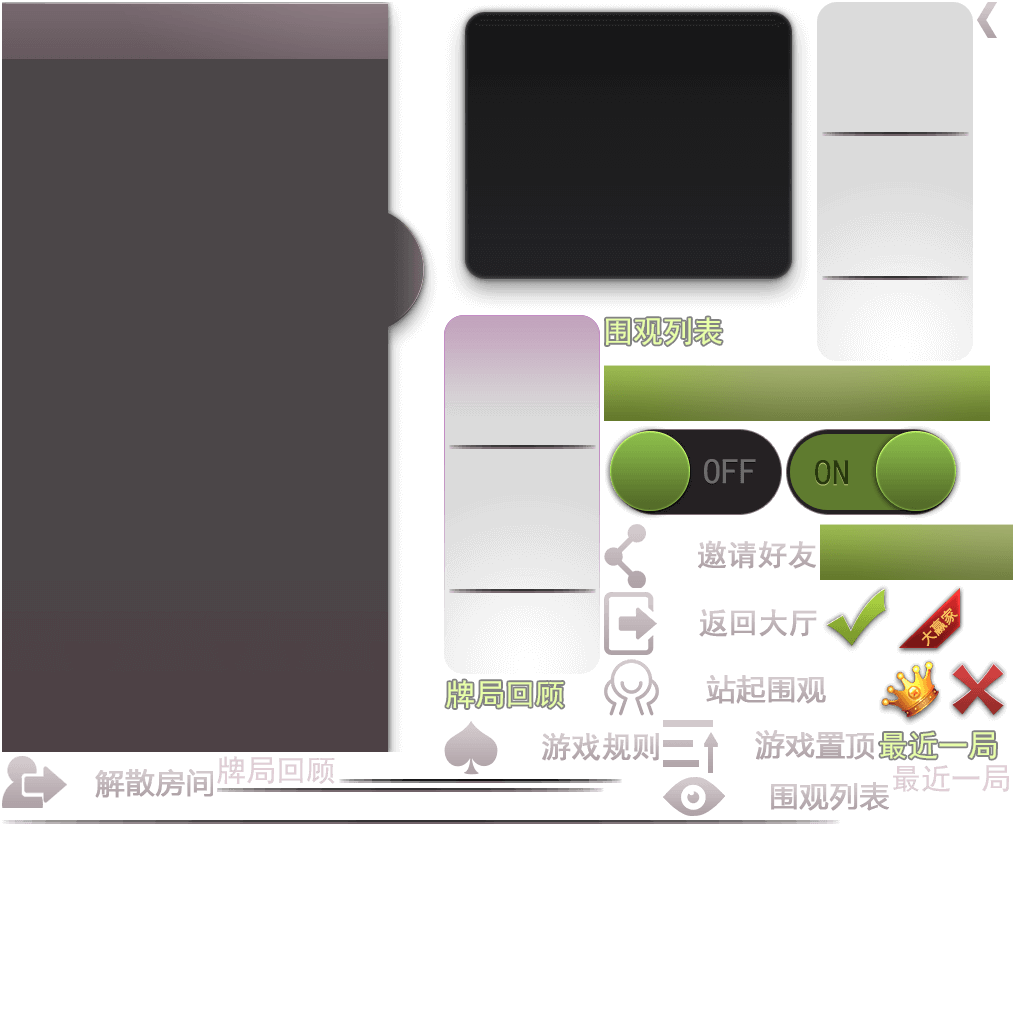 围观列表
OFF
ON
邀请好友
返回大厅
大赢家
牌局回顾
站起围观
游戏规则
游戏置顶
最近一局
解散房间
牌局回顾
围观列表
最近一局